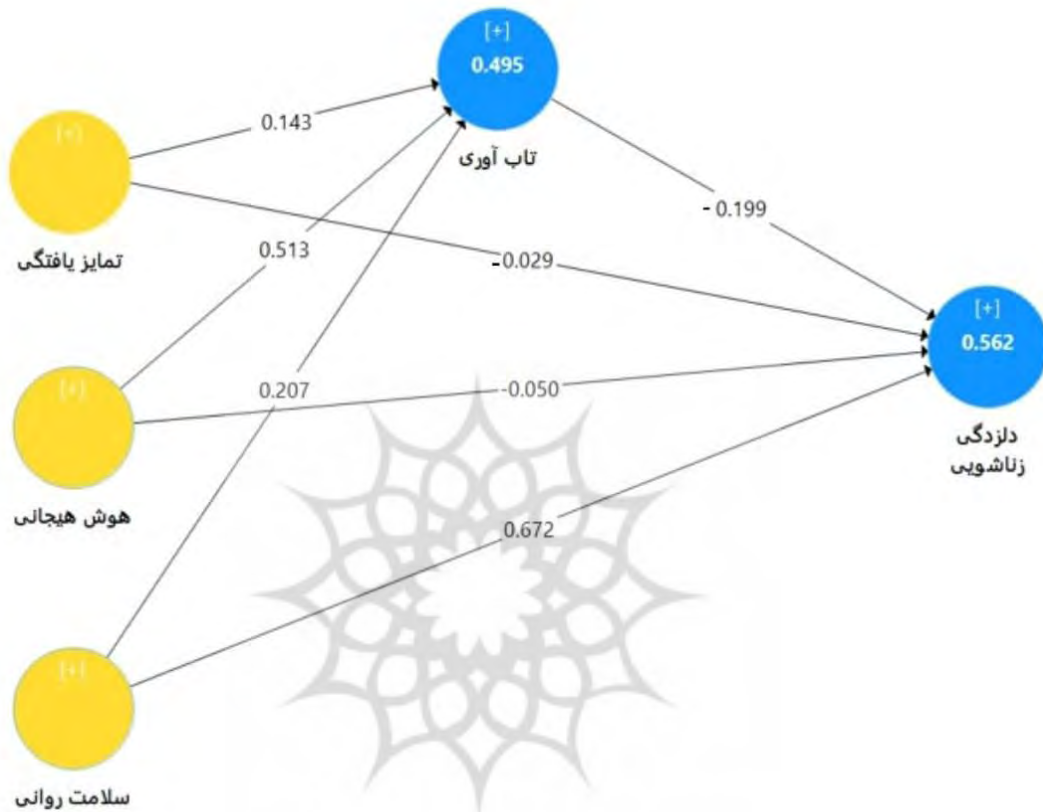 [+]
0.495
تاب آوری
0.143
[+]
تمایز یافتگی
-0.199
0.513
-0.029
[+]
0.562
دلزدگی
زناشویی
[+]
هوش هیجانی
0.207
-0.050
0.672
[+]
سلامت روانی